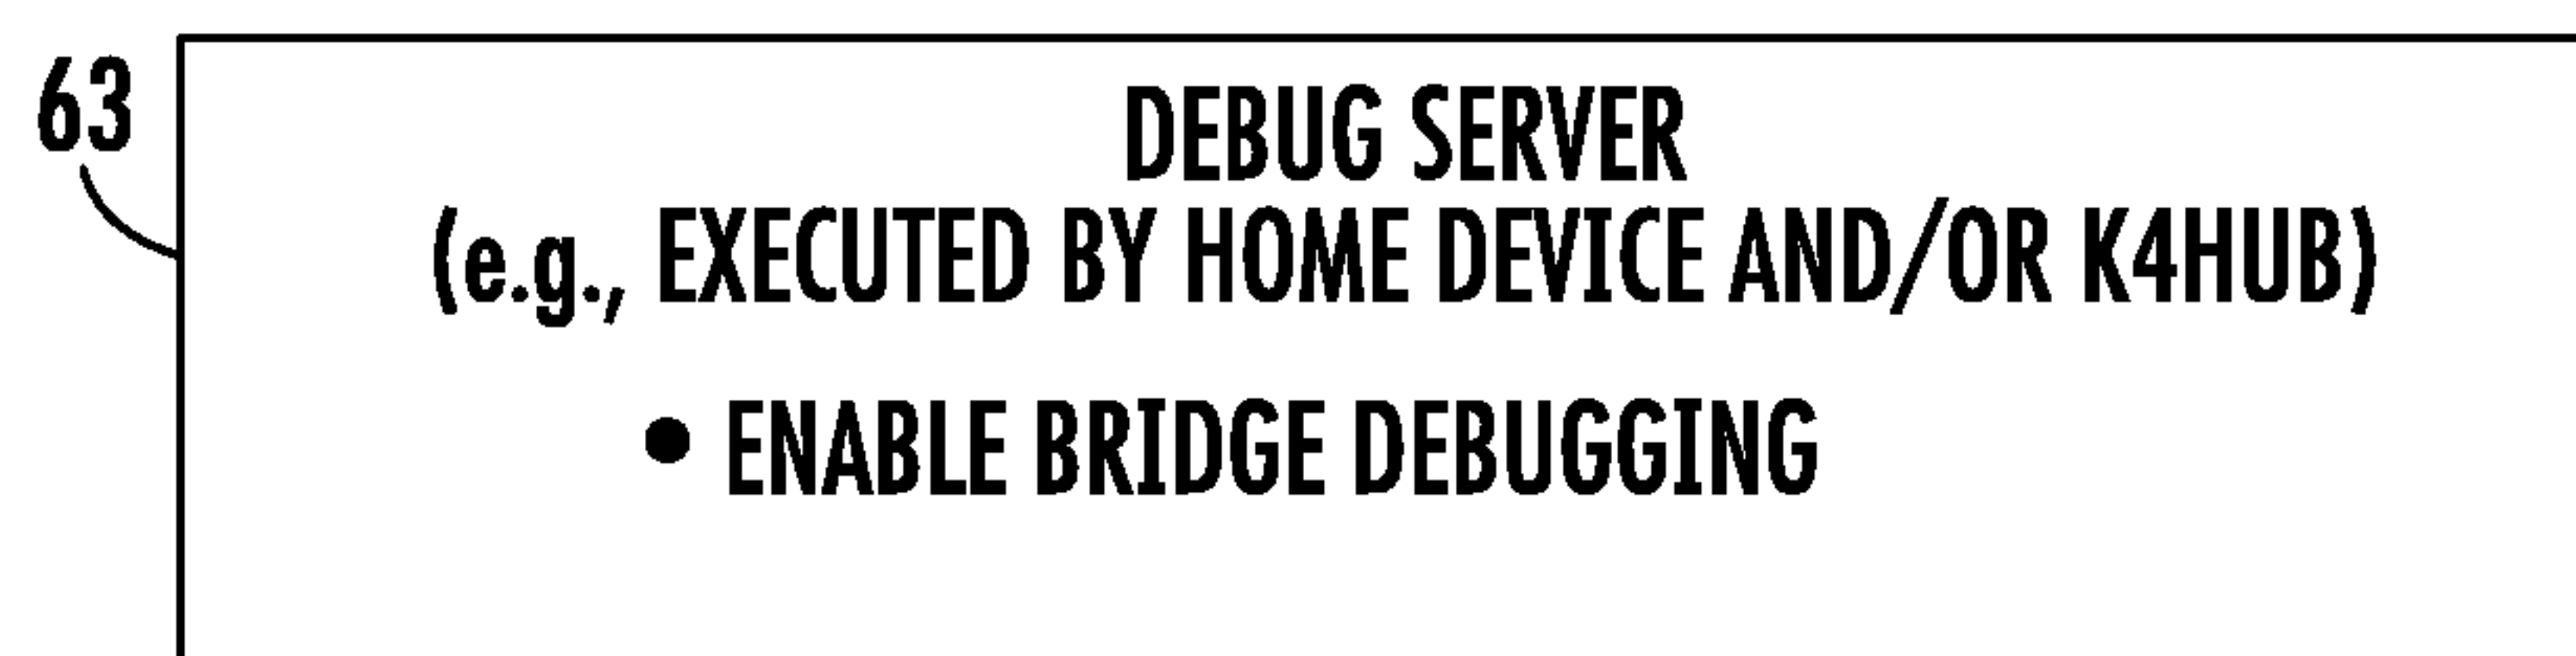 63
DEBUG SERVER
(e.g., EXECUTED BY HOME DEVICE AND/OR K4HUB)
• ENABLE BRIDGE DEBUGGING